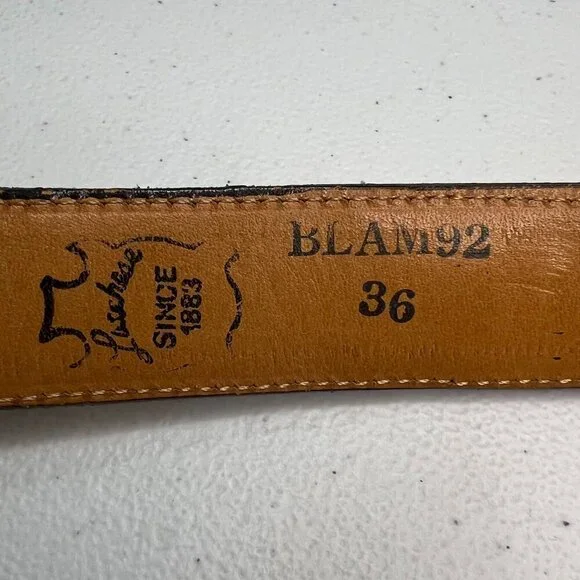 Lucchese
SINCE
1883
BLAM92
36